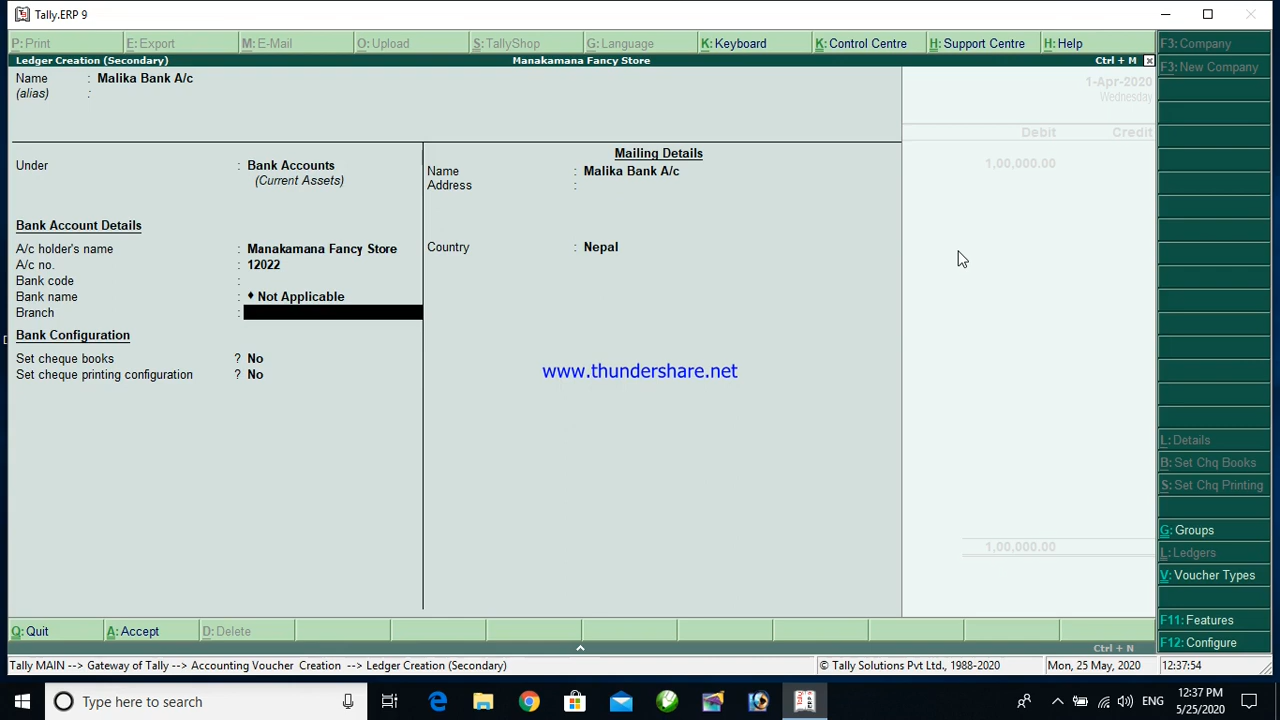 Tally.ERP 9
P: Print E: Export M: E-Mail O: Upload S: TallyShop G: Language K: Keyboard K: Control Centre H: Support Centre H: Help
F3: Company
Ledger Creation (Secondary) Manakamana Fancy Store Ctrl + M
F3: New Company
Name : Malika Bank A/c
(alias) :
1-Apr-2020
Wednesday
Debit Credit
1,00,000.00
Under : Bank Accounts
(Current Assets)
Mailing Details
Name : Malika Bank A/c
Address :
Country : Nepal
Bank Account Details
A/c holder's name : Manakamana Fancy Store
A/c no. : 12022
Bank code :
Bank name : ♦ Not Applicable
Branch :
Bank Configuration
Set cheque books ? No
Set cheque printing configuration ? No
www.thundershare.net
1,00,000.00
L: Details
B: Set Chq Books
S: Set Chq Printing
G: Groups
L: Ledgers
V: Voucher Types
F11: Features
F12: Configure
Q: Quit A: Accept D: Delete
Ctrl + N
Tally MAIN --> Gateway of Tally --> Accounting Voucher Creation --> Ledger Creation (Secondary) © Tally Solutions Pvt Ltd., 1988-2020 Mon, 25 May, 2020 12:37:54
Type here to search
ENG
12:37 PM
5/25/2020